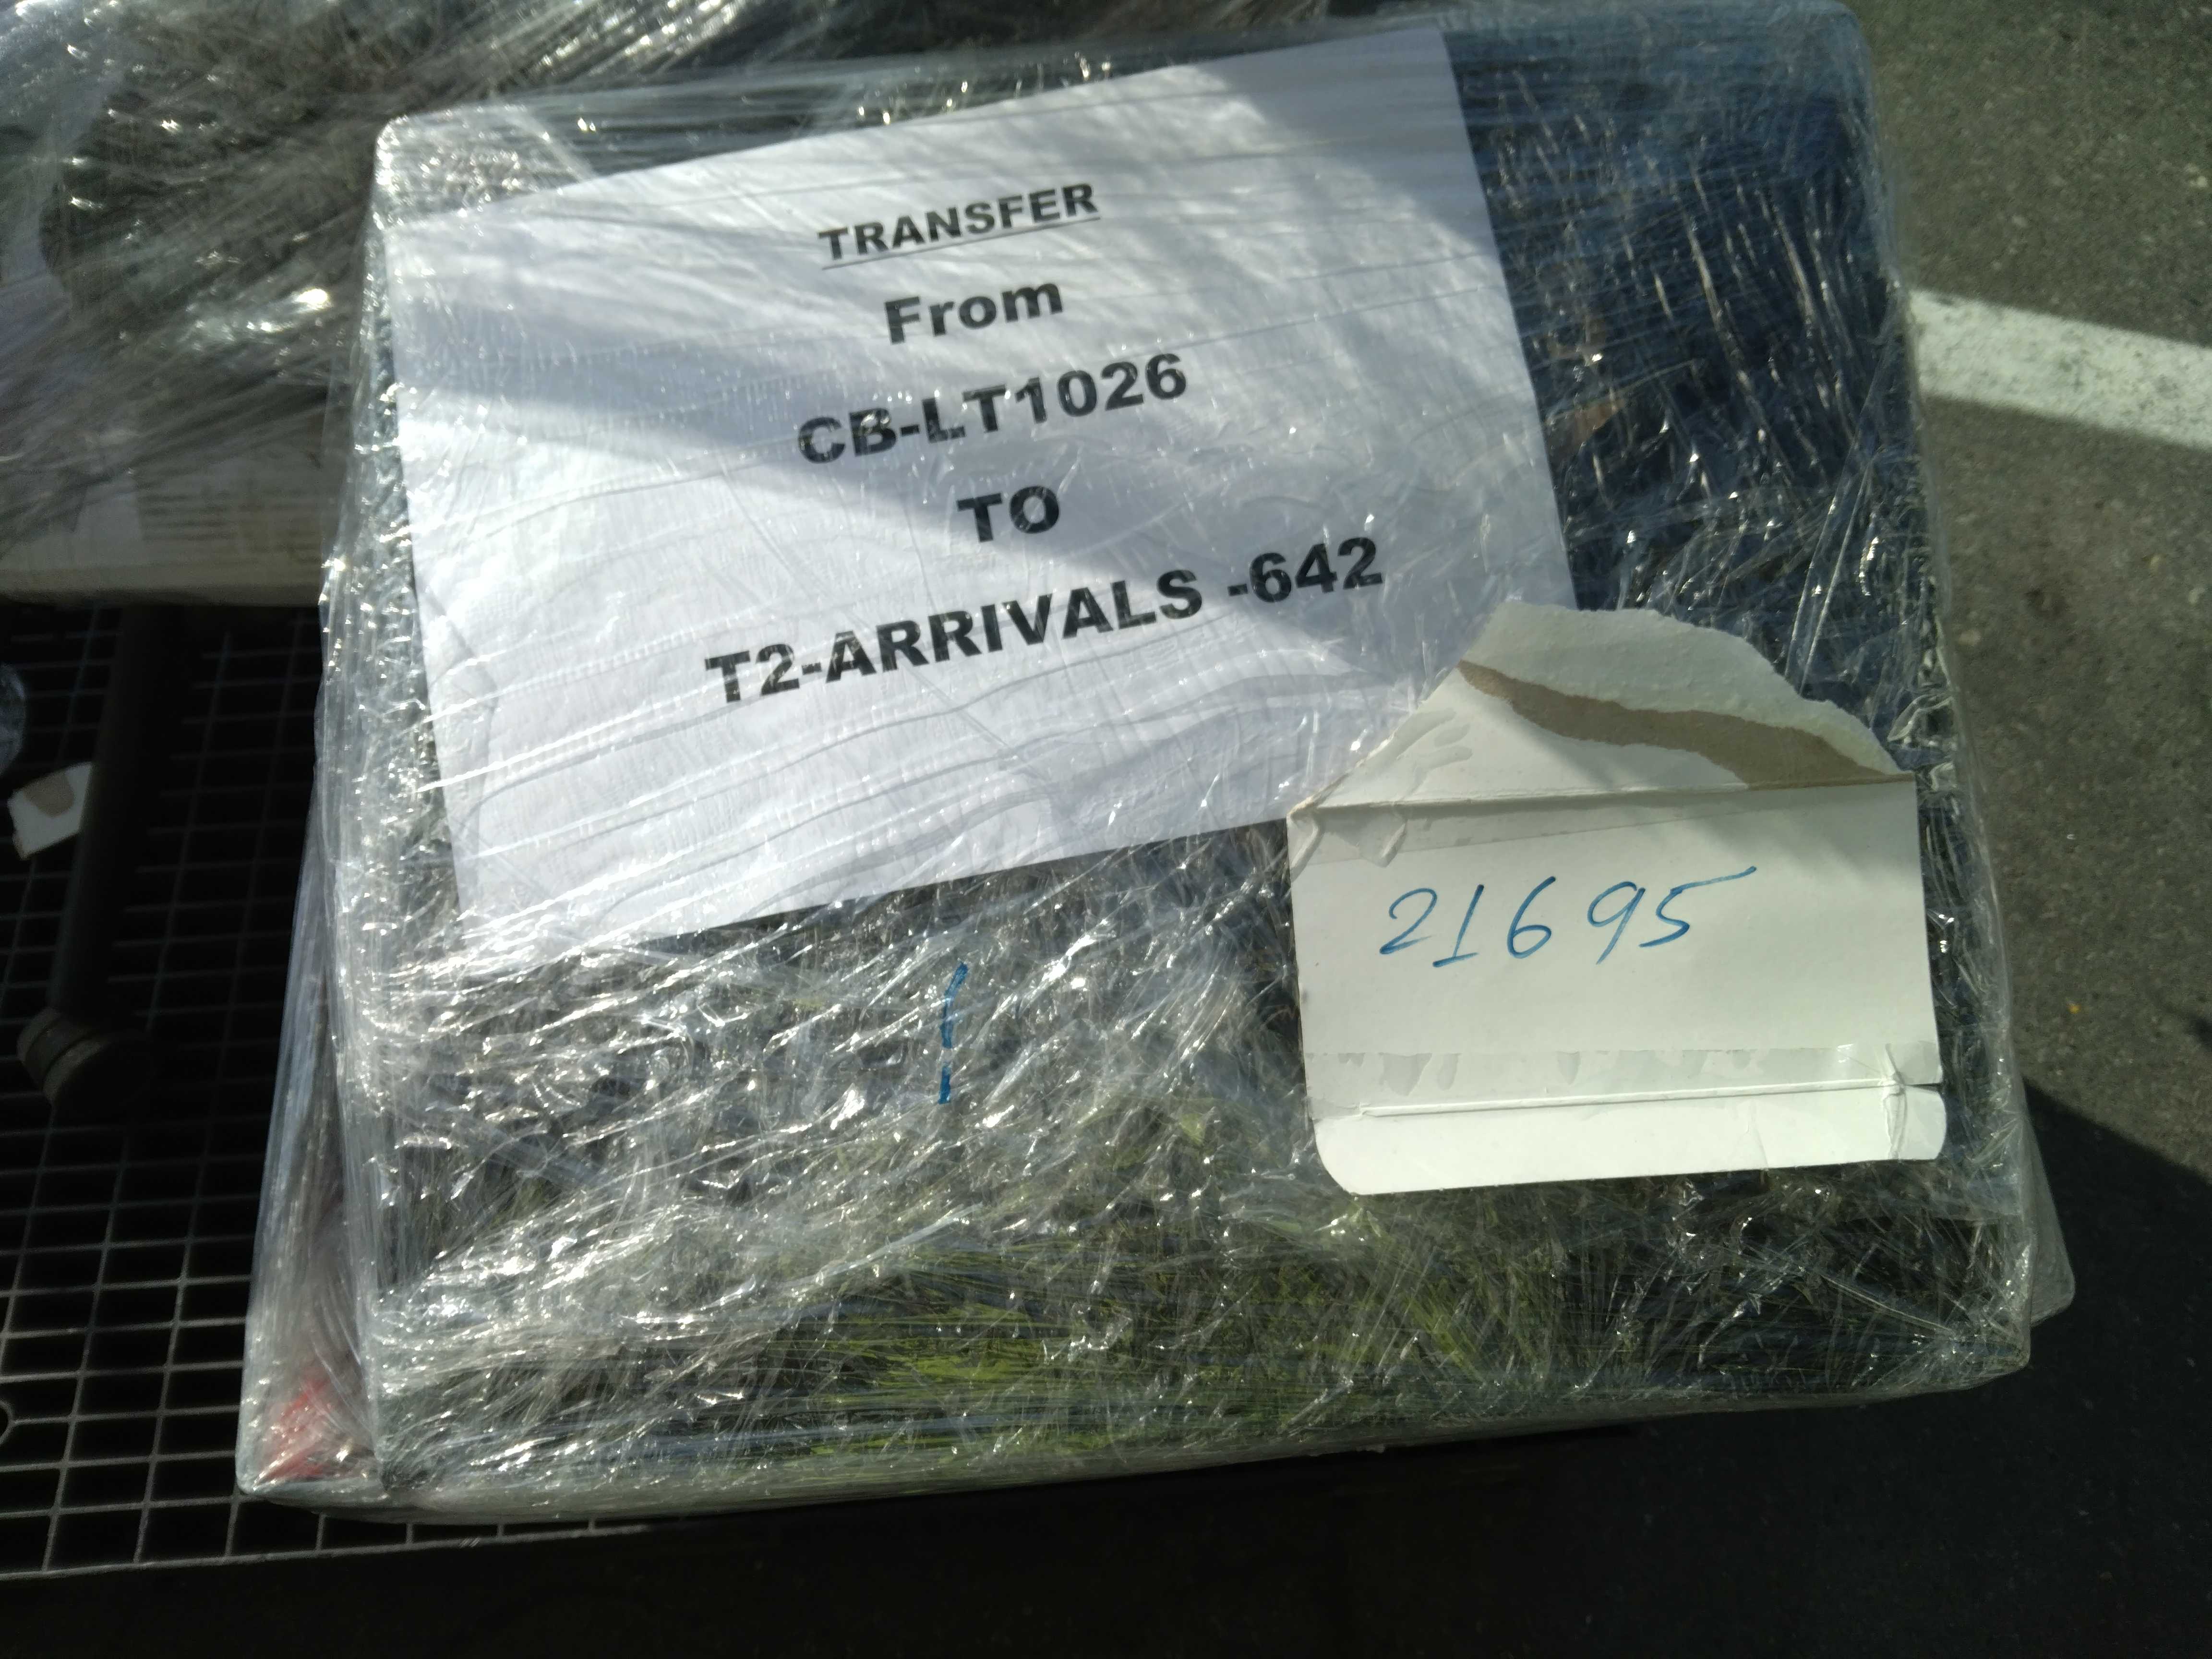 TRANSFER
From
CB-LT1026
TO
T2-ARRIVALS -642
21695